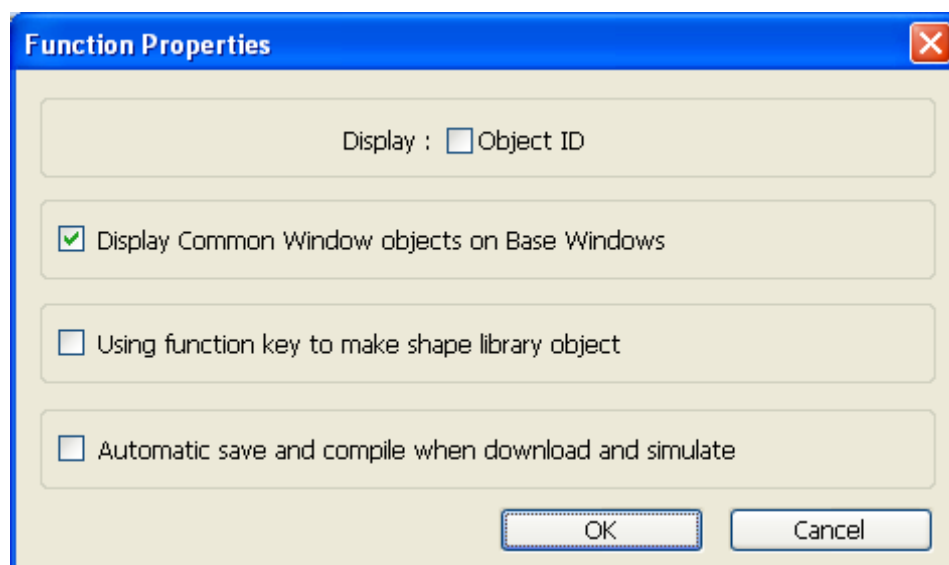 Function Properties
Display : Object ID
Display Common Window objects on Base Windows
Using function key to make shape library object
Automatic save and compile when download and simulate
OK Cancel